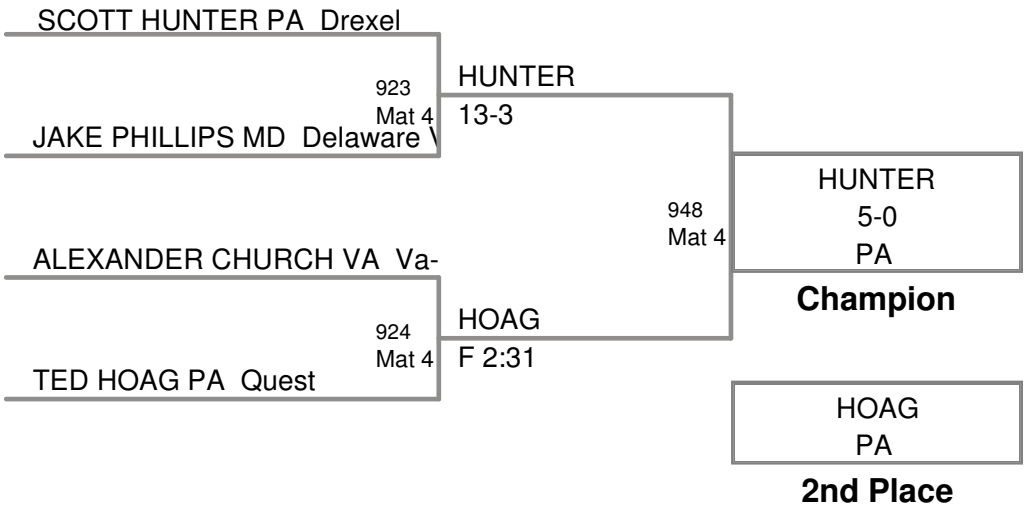 SCOTT HUNTER PA Drexel
923
Mat 4
HUNTER
13-3
JAKE PHILLIPS MD Delaware
948
Mat 4
HUNTER
5-0
PA
Champion
ALEXANDER CHURCH VA Va-
924
Mat 4
HOAG
F 2:31
TED HOAG PA Quest
HOAG
PA
2nd Place